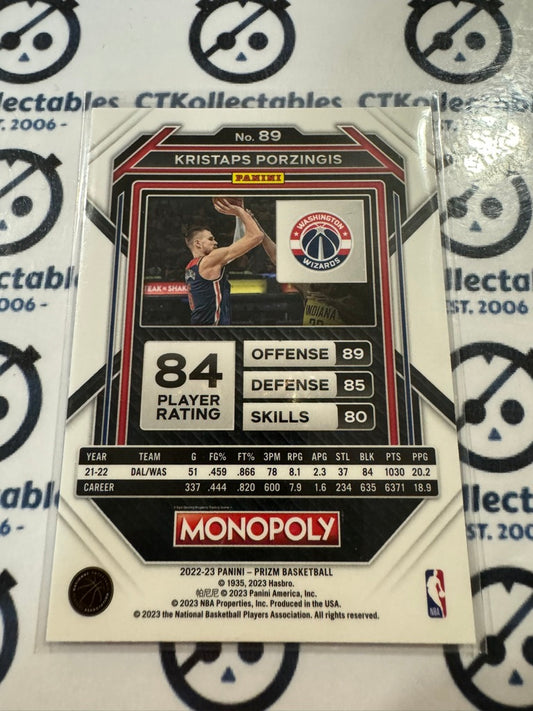 CTKollectables
EST. 2006 -
No. 89
KRISTAPS PORZINGIS
PANINI
WASHINGTON
WIZARDS
INDIANA
84
PLAYER
RATING
OFFENSE 89
DEFENSE 85
SKILLS 80
YEAR TEAM G FG% FT% 3PM RPG APG STL BLK PTS PPG
21-22 DAL/WAS 51 .459 .866 78 8.1 2.3 37 84 1030 20.2
CAREER 337 .444 .820 600 7.9 1.6 234 635 6371 18.9
MONOPOLY
2022-23 PANINI – PRIZM BASKETBALL
© 1935, 2023 Hasbro.
帕尼尼 © 2023 Panini America, Inc.
© 2023 NBA Properties, Inc. Produced in the USA.
© 2023 the National Basketball Players Association. All rights reserved.
NBA